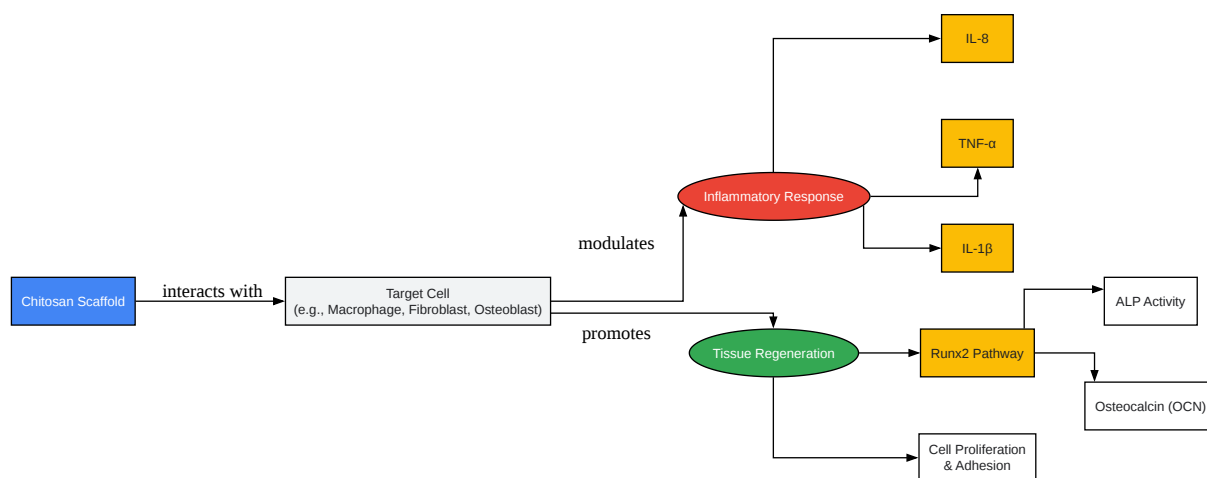 IL-8
TNF-α
Inflammatory Response
IL-1β
modulates
Chitosan Scaffold
interacts with
Target Cell
(e.g., Macrophage, Fibroblast, Osteoblast)
promotes
Tissue Regeneration
Runx2 Pathway
ALP Activity
Osteocalcin (OCN)
Cell Proliferation
& Adhesion